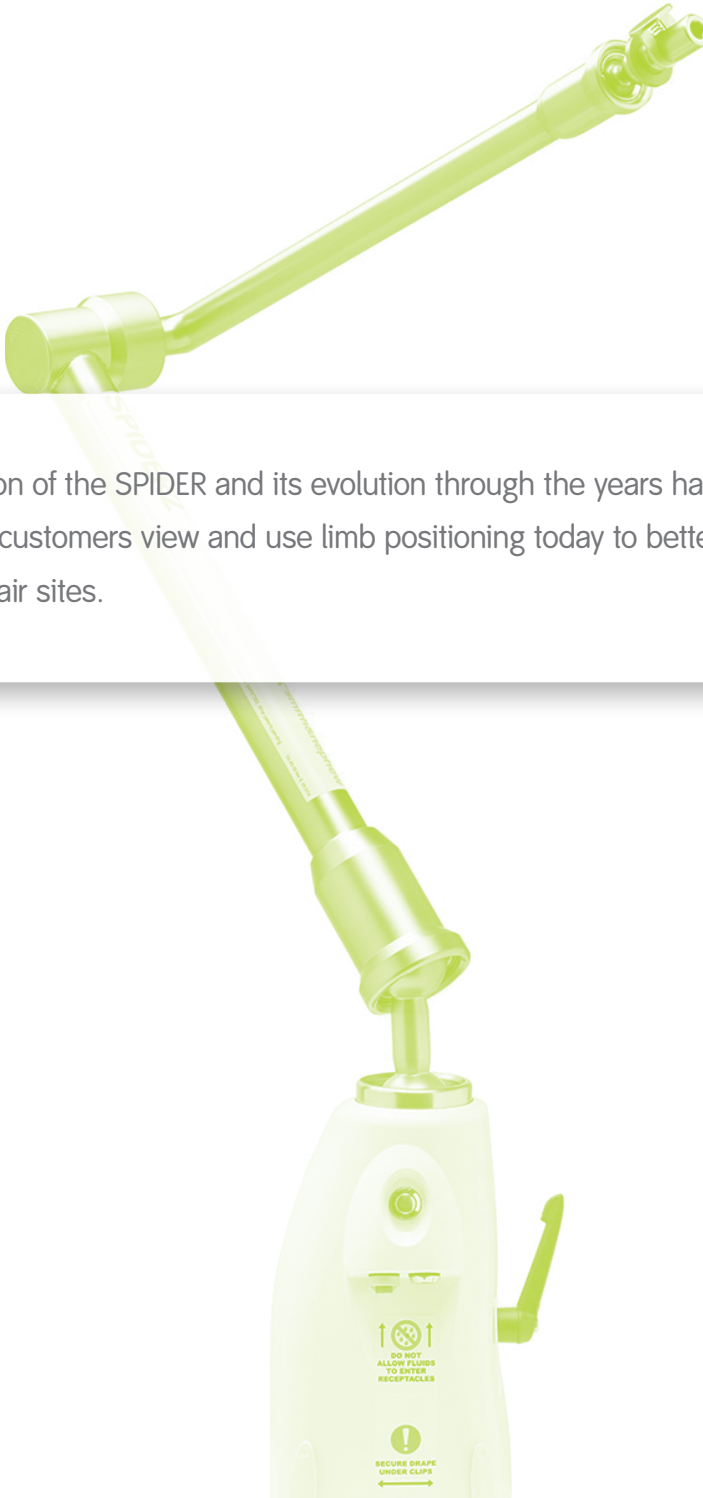 SPIDER
on of the SPIDER and its evolution through the years ha
customers view and use limb positioning today to bette
air sites.
DO NOT
ALLOW FLUIDS
TO ENTER
RECEPTACLES
SECURE DRAPE
UNDER CLIPS